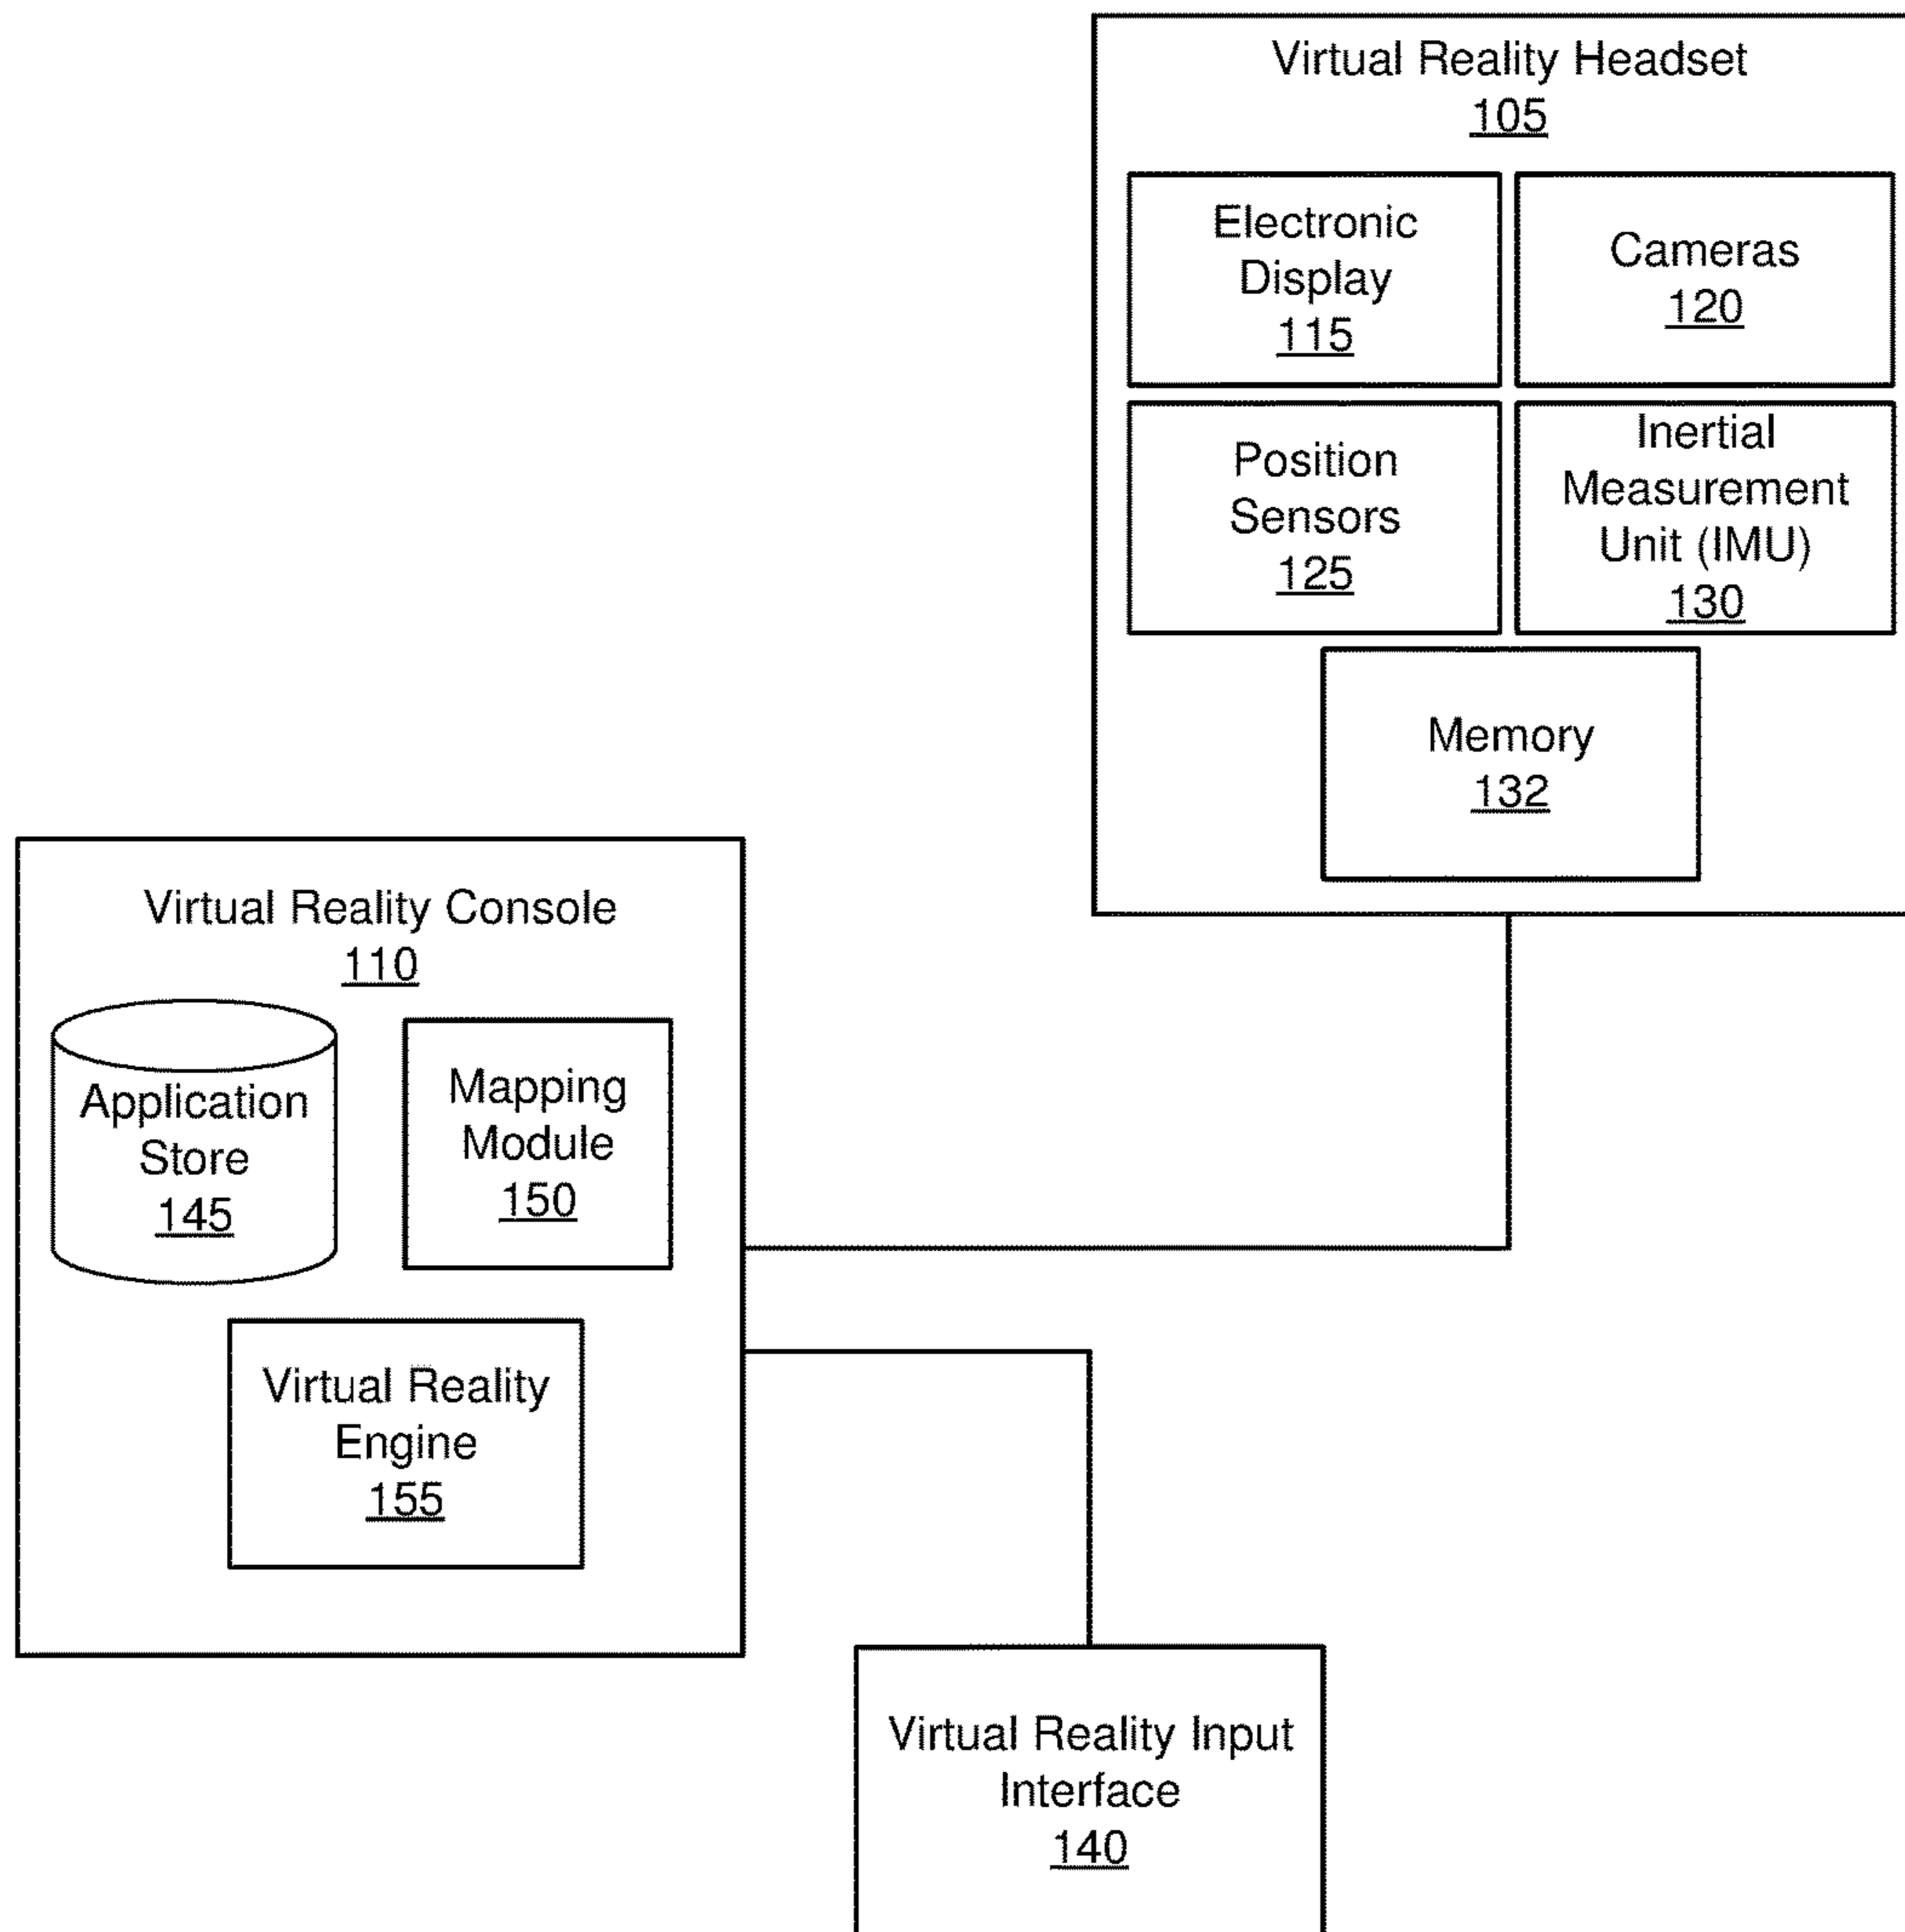 Virtual Reality Headset
105
Electronic
Display
115
Cameras
120
Position
Sensors
125
Inertial
Measurement
Unit (IMU)
130
Memory
132
Virtual Reality Console
110
Application
Store
145
Mapping
Module
150
Virtual Reality
Engine
155
Virtual Reality Input
Interface
140